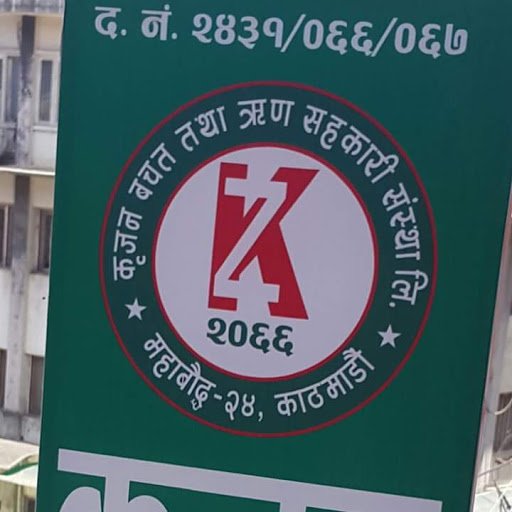 द. नं. २४३१/०६६/०६७
कृजन बचत तथा ऋण सहकारी संस्था लि.
K
२०६६
महाबौद्ध-२४, काठमाडौं